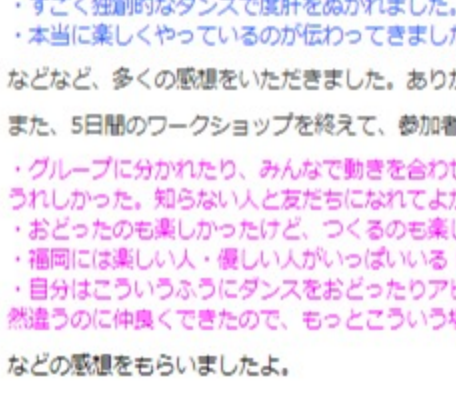 ・すごく独創的なダンスで度肝をぬかれました。
・本当に楽しくやっているのが伝わってきました
などなど、多くの感想をいただきました。あり
また、5日間のワークショップを終えて、参加者
・グループに分かれたり、みんなで動きを合わせ
うれしかった。知らない人と友だちになれてよか
・おどったのも楽しかったけど、つくるのも楽し
・福岡には楽しい人・優しい人がいっぱいいる！
・自分はこういうふうにダンスをおどったりアピ
然違うのに仲良くできたので、もっとこういう場
などの感想をもらいましたよ。